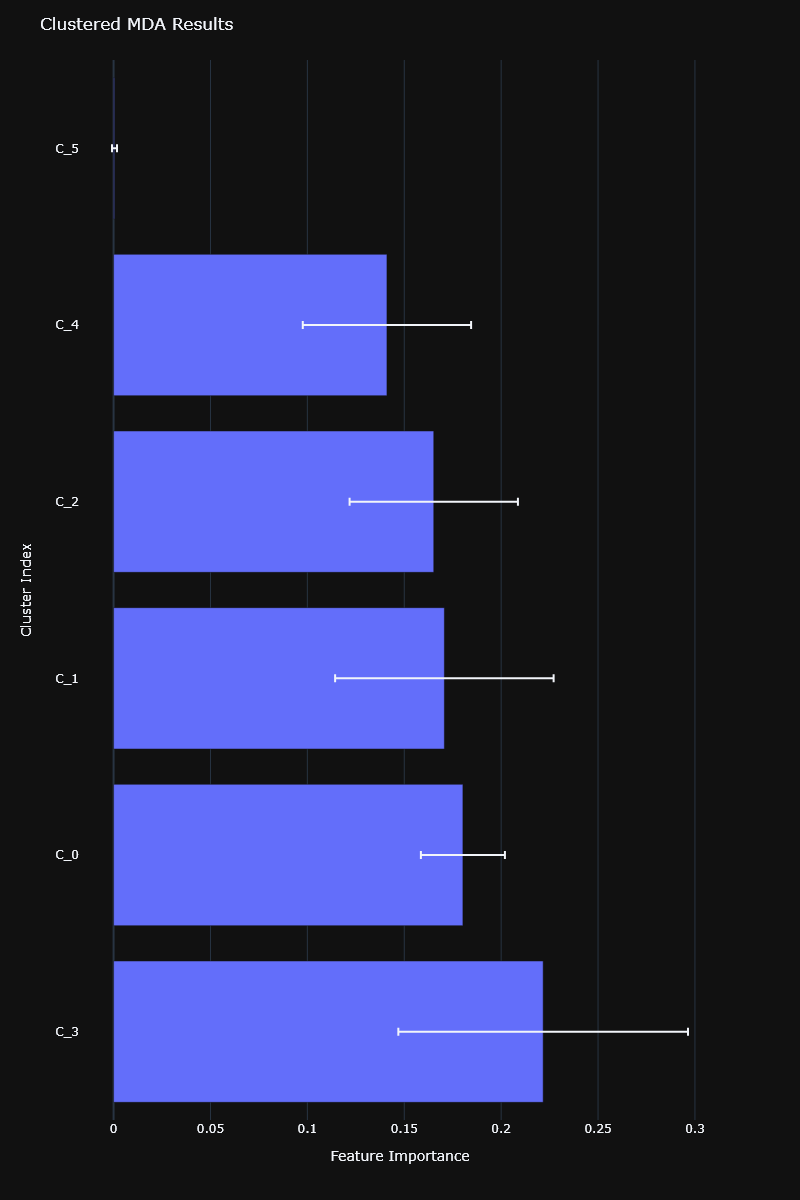 Clustered MDA Results
C_5
C_4
C_2
C_1
C_0
C_3
Cluster Index
0 0.05 0.1 0.15 0.2 0.25 0.3
Feature Importance